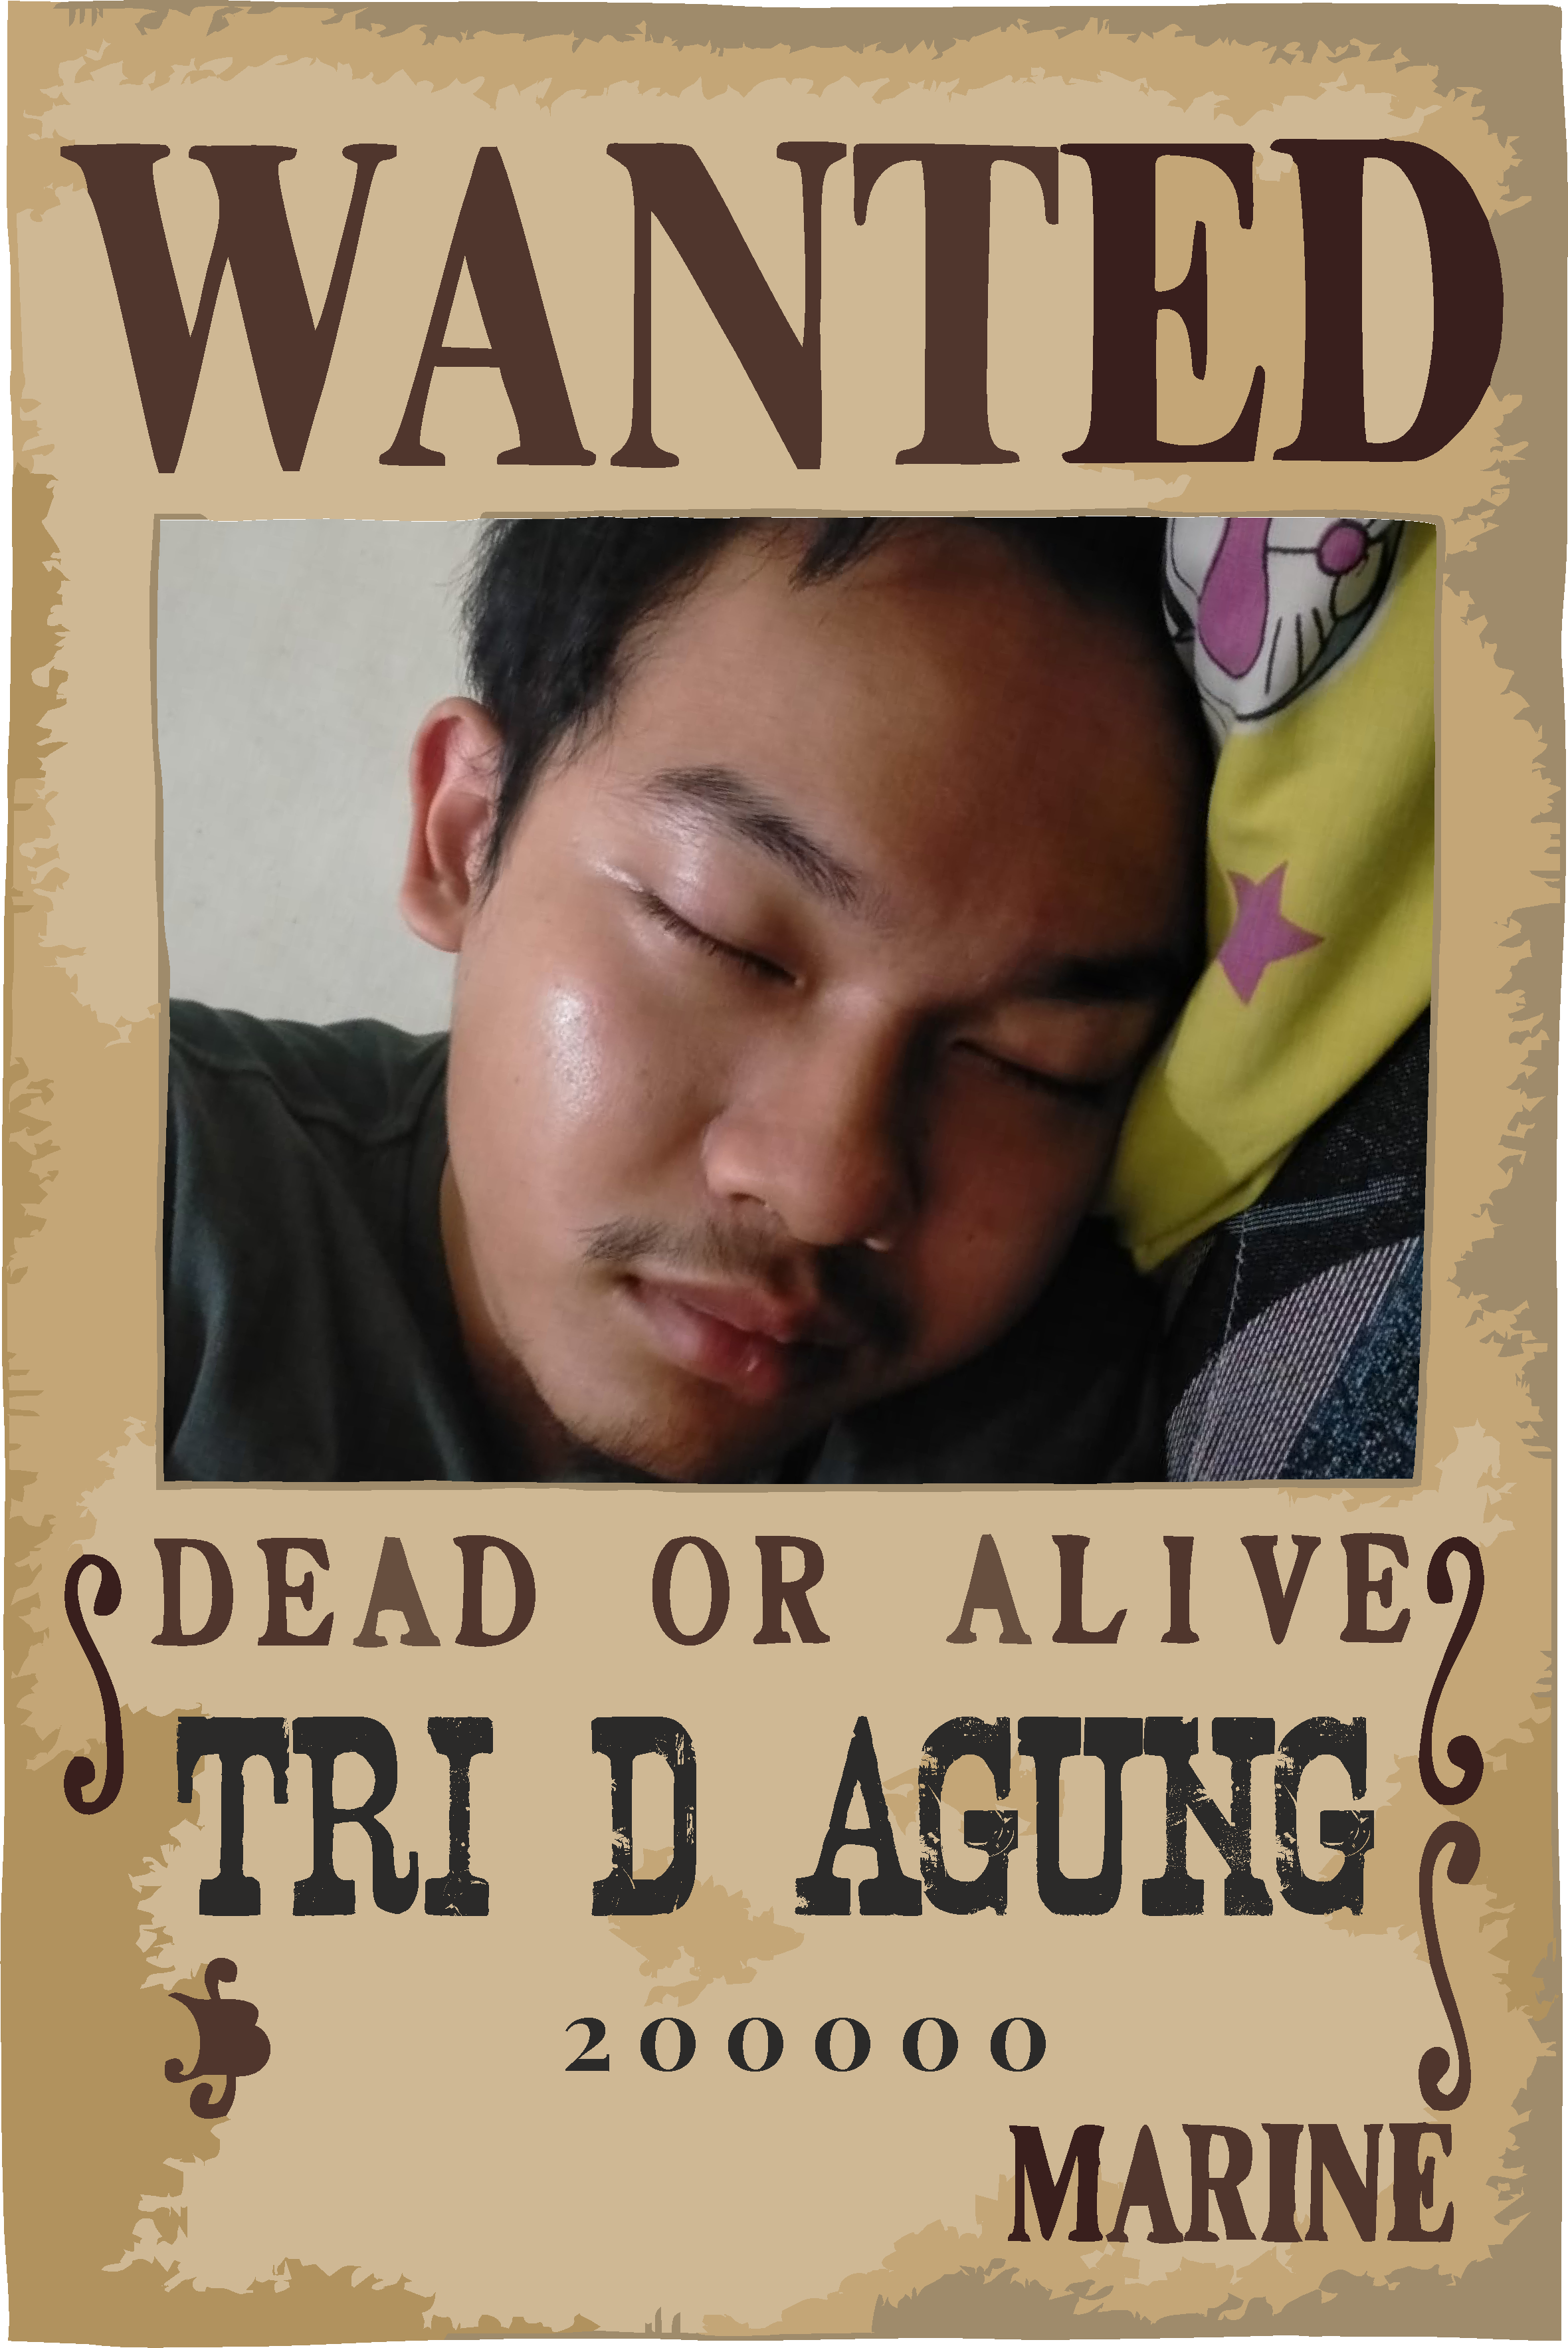 WANTED
DEAD OR ALIVE
TRI D AGUNG
200000
MARINE